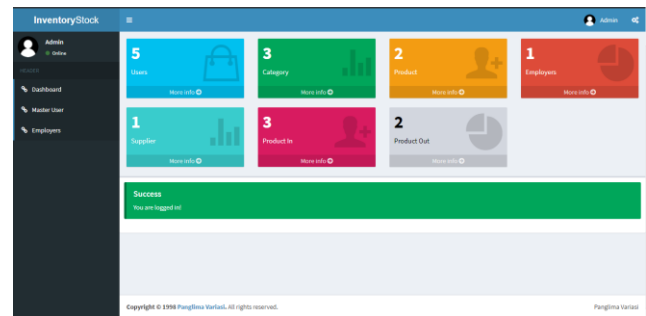 InventoryStock
Admin
Admin
Online
HEADER
Dashboard
Master User
Employers
5
Users
More info
3
Category
More info
2
Product
More info
1
Employers
More info
1
Supplier
More info
3
Product In
More info
2
Product Out
More info
Success
You are logged in!
Copyright © 1996 Panglima Variasi. All rights reserved.
Panglima Variasi